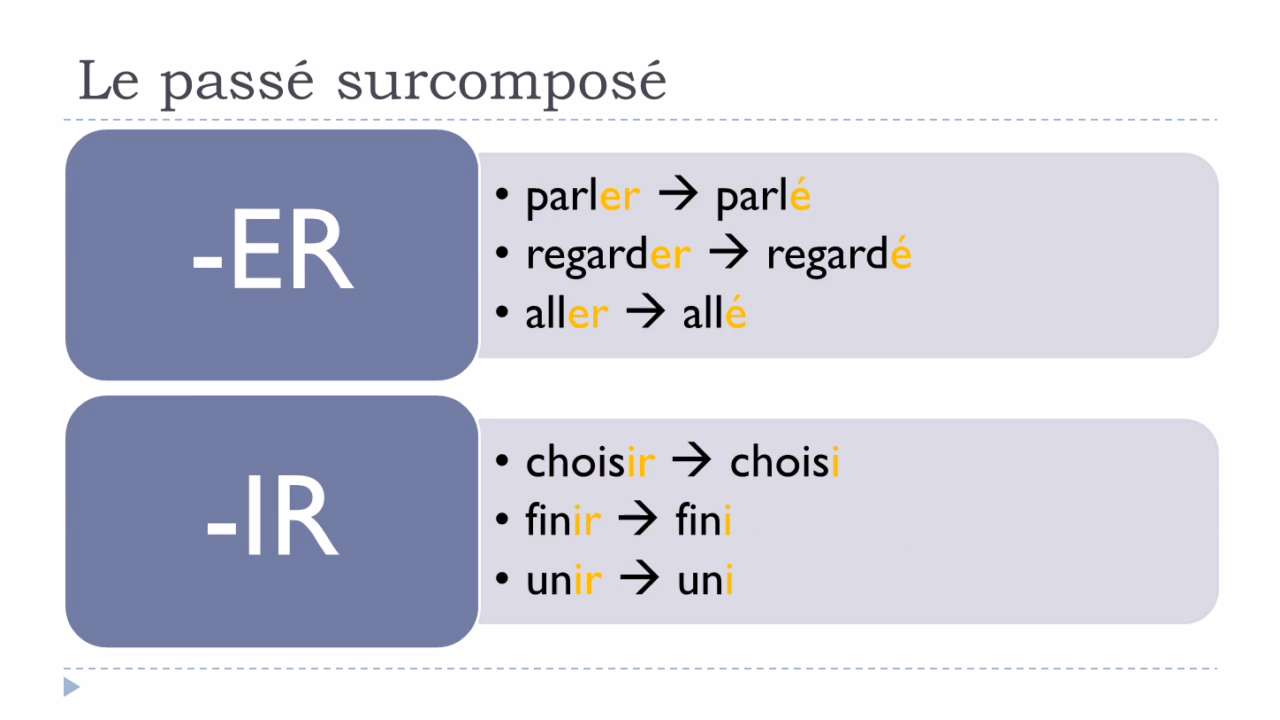 Le passé surcomposé
-ER
• parler → parlé
• regarder → regardé
• aller → allé
-IR
• choisir → choisi
• finir → fini
• unir → uni